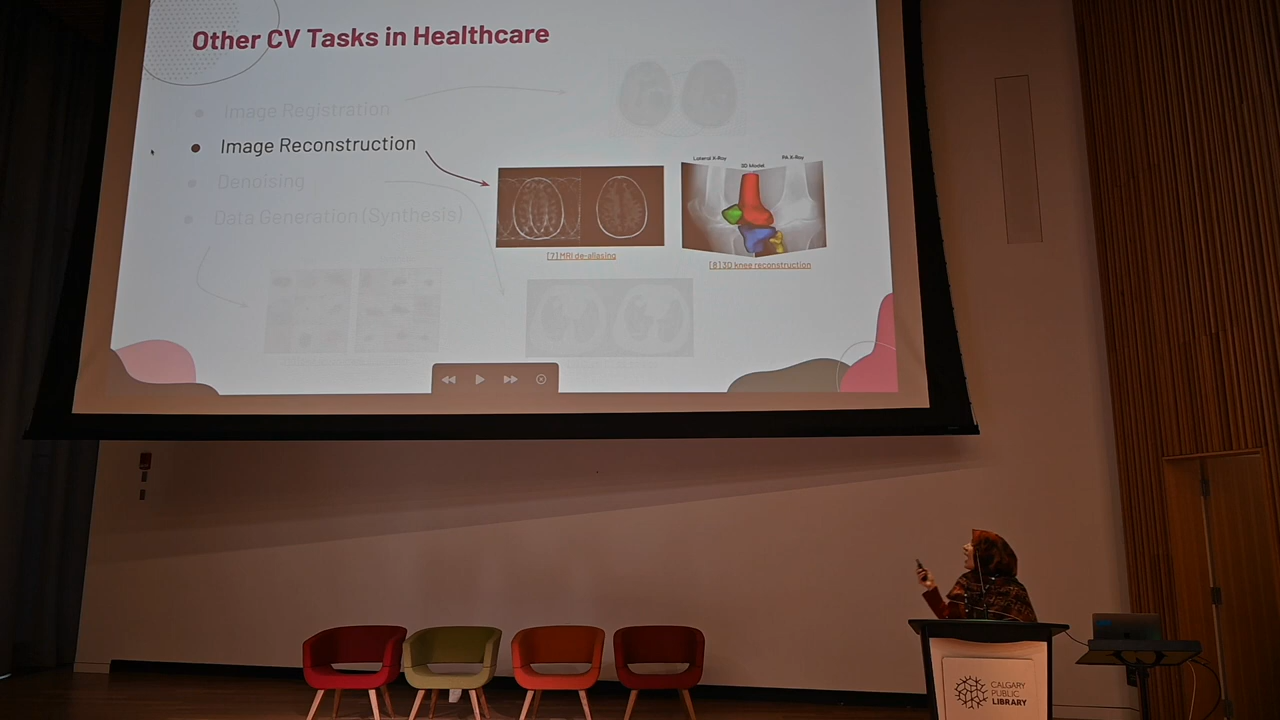 Other CV Tasks in Healthcare
Image Registration
Image Reconstruction
Denoising
Data Generation (Synthesis)
Lateral X-Ray
3D Model
PA X-Ray
[7] MRI de-aliasing
[8] 3D knee reconstruction
CALGARY
PUBLIC
LIBRARY